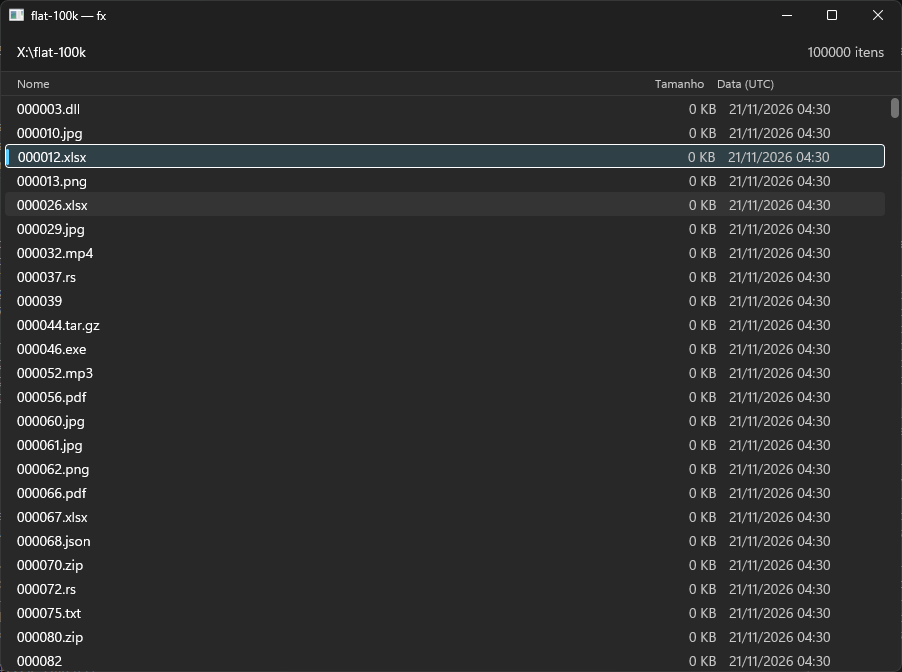 flat-100k — fx
X:\flat-100k 100000 itens
Nome Tamanho Data (UTC)
000003.dll 0 KB 21/11/2026 04:30
000010.jpg 0 KB 21/11/2026 04:30
000012.xlsx 0 KB 21/11/2026 04:30
000013.png 0 KB 21/11/2026 04:30
000026.xlsx 0 KB 21/11/2026 04:30
000029.jpg 0 KB 21/11/2026 04:30
000032.mp4 0 KB 21/11/2026 04:30
000037.rs 0 KB 21/11/2026 04:30
000039 0 KB 21/11/2026 04:30
000044.tar.gz 0 KB 21/11/2026 04:30
000046.exe 0 KB 21/11/2026 04:30
000052.mp3 0 KB 21/11/2026 04:30
000056.pdf 0 KB 21/11/2026 04:30
000060.jpg 0 KB 21/11/2026 04:30
000061.jpg 0 KB 21/11/2026 04:30
000062.png 0 KB 21/11/2026 04:30
000066.pdf 0 KB 21/11/2026 04:30
000067.xlsx 0 KB 21/11/2026 04:30
000068.json 0 KB 21/11/2026 04:30
000070.zip 0 KB 21/11/2026 04:30
000072.rs 0 KB 21/11/2026 04:30
000075.txt 0 KB 21/11/2026 04:30
000080.zip 0 KB 21/11/2026 04:30
000082 0 KB 21/11/2026 04:30